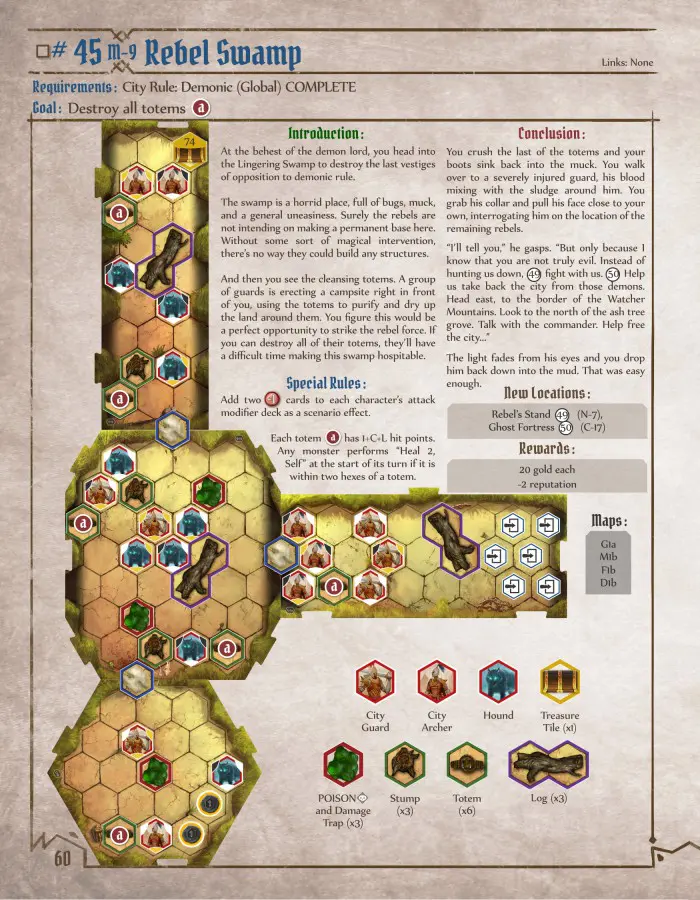 # 45 M-9 Rebel Swamp
Links: None
Requirements: City Rule: Demonic (Global) COMPLETE
Goal: Destroy all totems a
74
a
a
Introduction:
At the behest of the demon lord, you head into
the Lingering Swamp to destroy the last vestiges
of opposition to demonic rule.
The swamp is a horrid place, full of bugs, muck,
and a general uneasiness. Surely the rebels are
not intending on making a permanent base here.
Without some sort of magical intervention,
there's no way they could build any structures.
And then you see the cleansing totems. A group
of guards is erecting a campsite right in front
of you, using the totems to purify and dry up
the land around them. You figure this would be
a perfect opportunity to strike the rebel force. If
you can destroy all of their totems, they'll have
a difficult time making this swamp hospitable.
Special Rules:
Add two -1 cards to each character's attack
modifier deck as a scenario effect.
Each totem a has 1+C+L hit points.
Any monster performs "Heal 2,
Self" at the start of its turn if it is
within two hexes of a totem.
Conclusion:
You crush the last of the totems and your
boots sink back into the muck. You walk
over to a severely injured guard, his blood
mixing with the sludge around him. You
grab his collar and pull his face close to your
own, interrogating him on the location of the
remaining rebels.
"I'll tell you," he gasps. "But only because I
know that you are not truly evil. Instead of
hunting us down, 49 fight with us. 50 Help
us take back the city from those demons.
Head east, to the border of the Watcher
Mountains. Look to the north of the ash tree
grove. Talk with the commander. Help free
the city..."
The light fades from his eyes and you drop
him back down into the mud. That was easy
enough.
New Locations:
Rebel's Stand 49 (N-7),
Ghost Fortress 50 (C-17)
Rewards:
20 gold each
-2 reputation
Maps:
G1a
M1b
F1b
D1b
a
a
a
1
1
a
City
Guard
City
Archer
Hound
Treasure
Tile (x1)
POISON
and Damage
Trap (x3)
Stump
(x3)
Totem
(x6)
Log (x3)
60